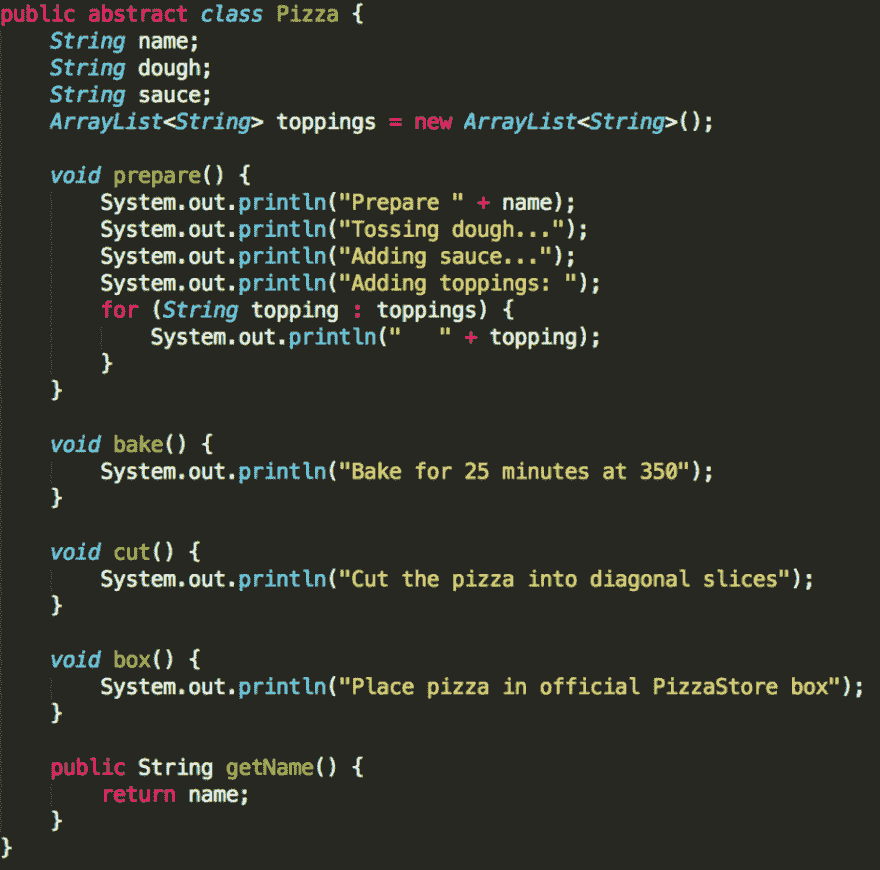 public abstract class Pizza {
    String name;
    String dough;
    String sauce;
    ArrayList<String> toppings = new ArrayList<String>();

    void prepare() {
        System.out.println("Prepare " + name);
        System.out.println("Tossing dough...");
        System.out.println("Adding sauce...");
        System.out.println("Adding toppings: ");
        for (String topping : toppings) {
            System.out.println("   " + topping);
        }
    }

    void bake() {
        System.out.println("Bake for 25 minutes at 350");
    }

    void cut() {
        System.out.println("Cut the pizza into diagonal slices");
    }

    void box() {
        System.out.println("Place pizza in official PizzaStore box");
    }

    public String getName() {
        return name;
    }
}